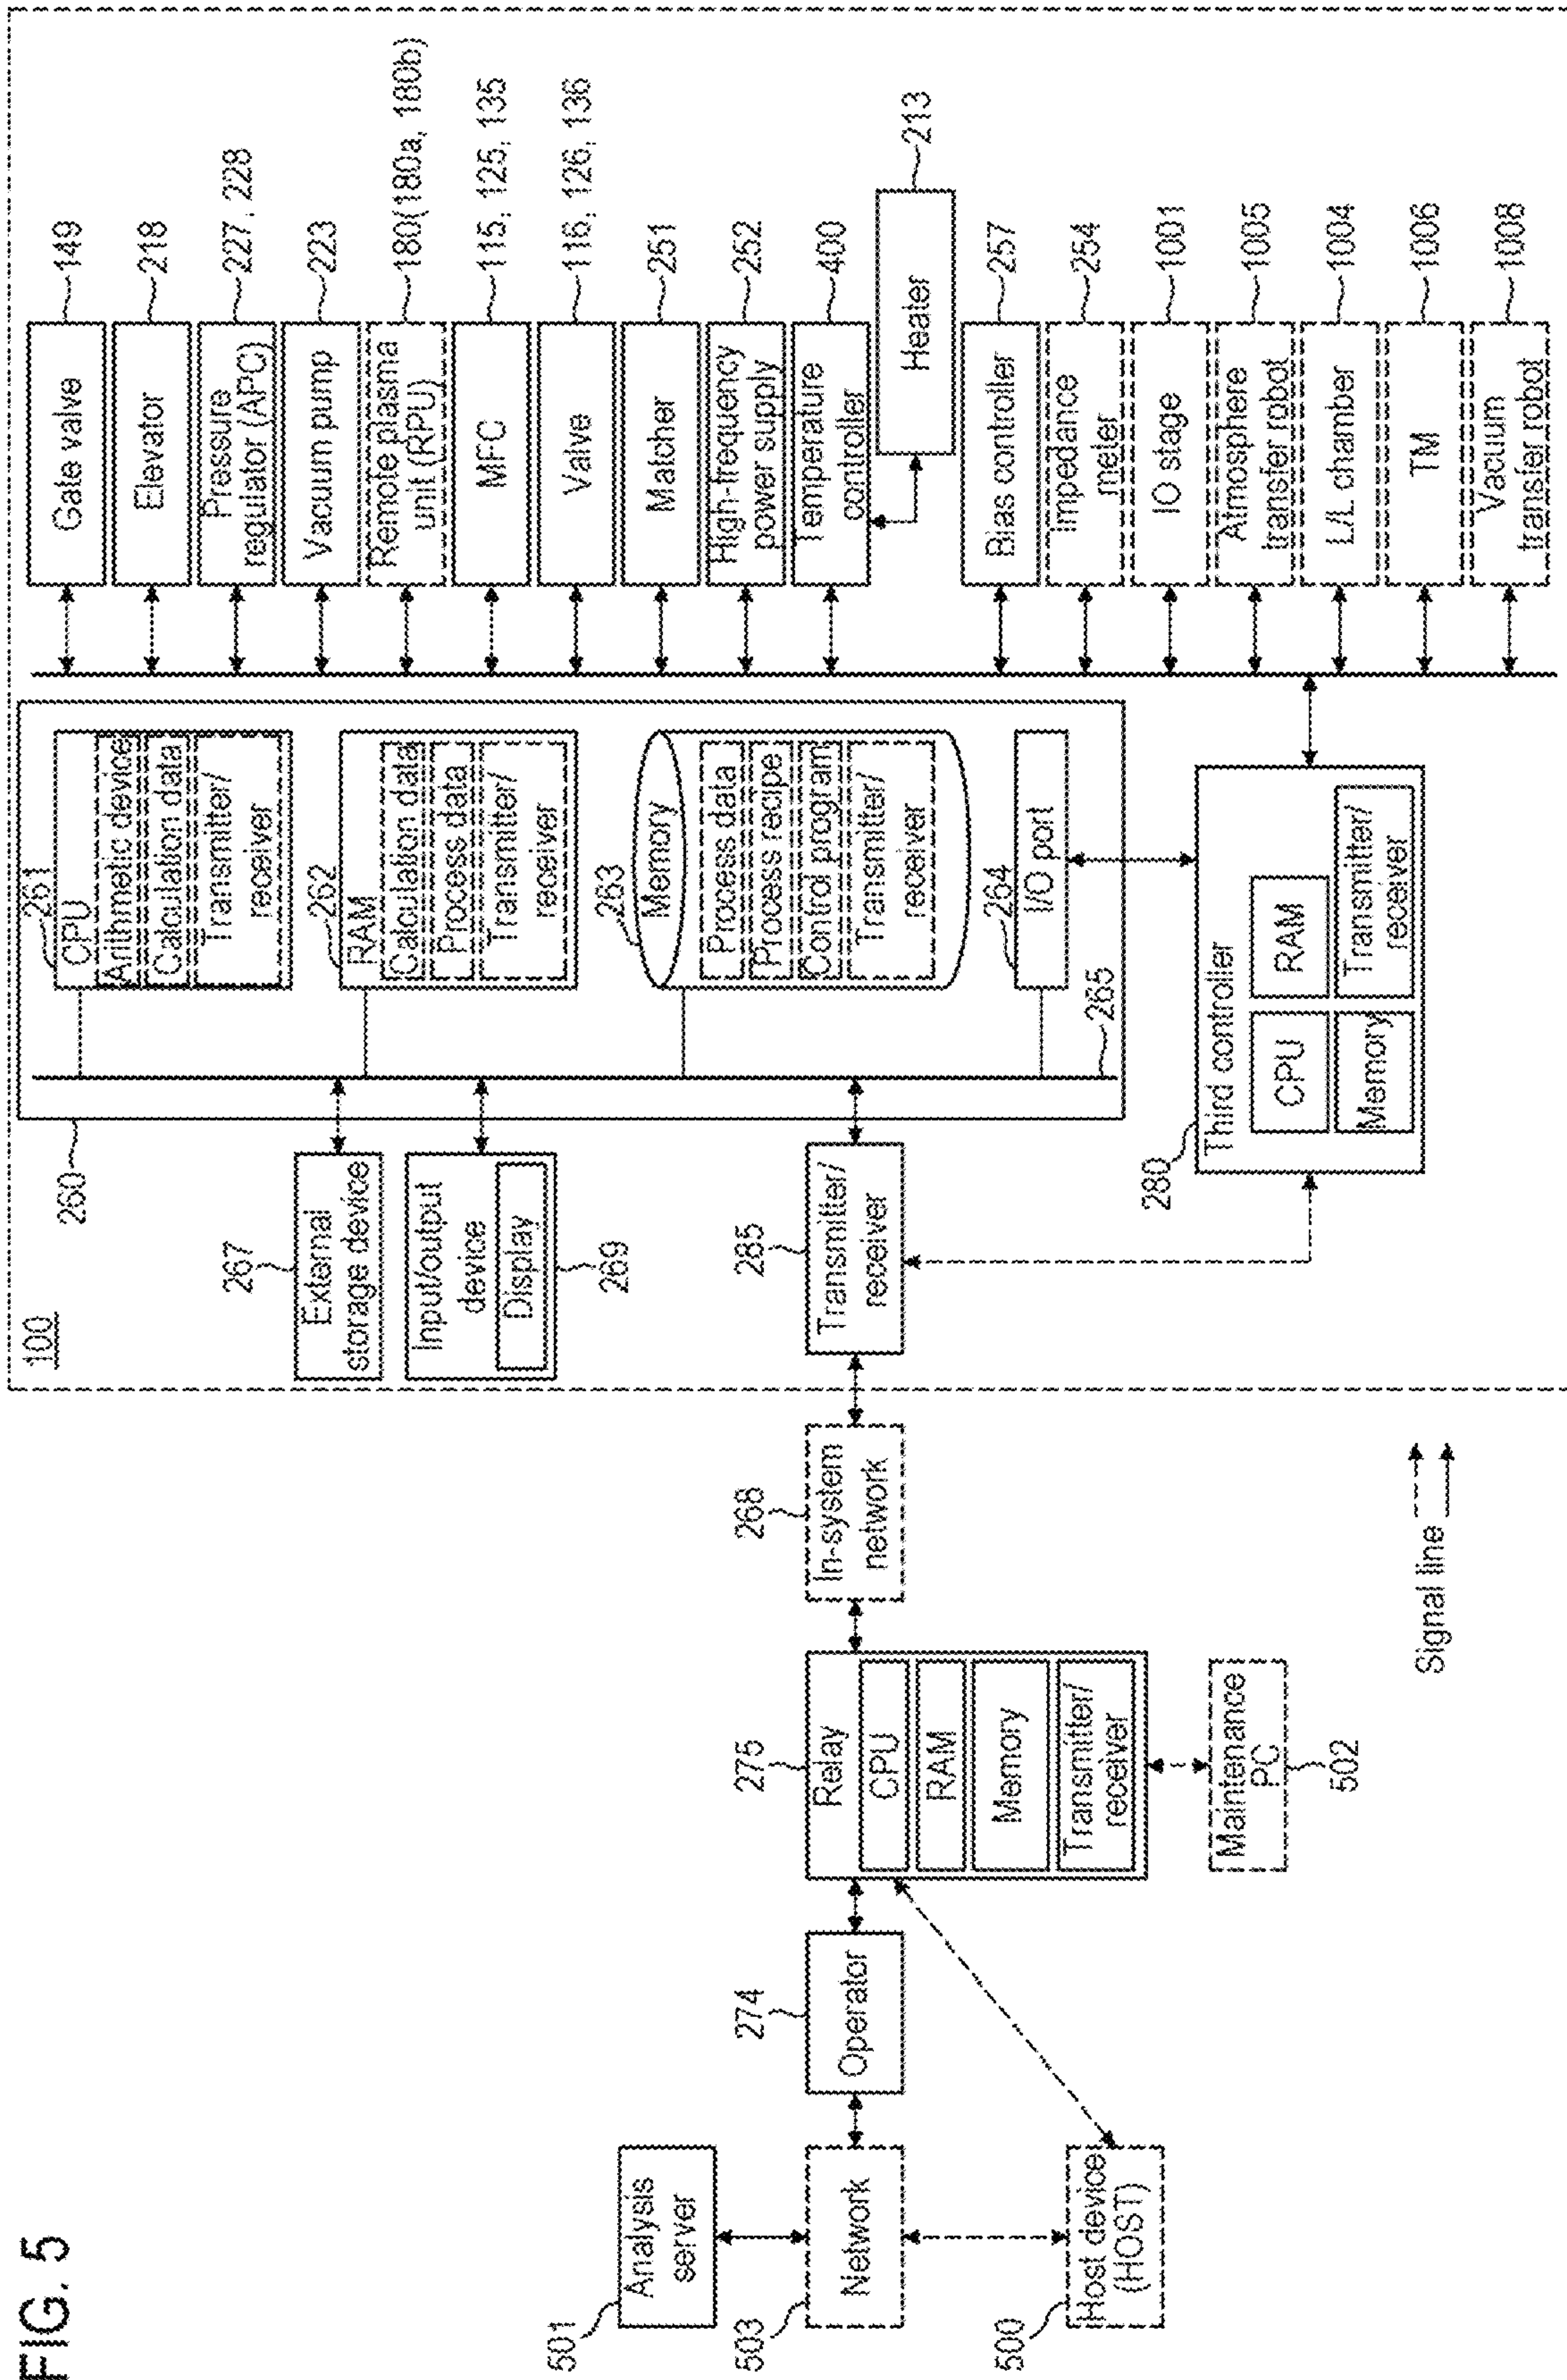 FIG. 5
100
260
261
CPU
Arithmetic device
Calculation data
Transmitter/
receiver
262
RAM
Calculation data
Process data
Transmitter/
receiver
263
Memory
Process data
Process recipe
Control program
Transmitter/
receiver
264
I/O port
265
267
External
storage device
Input/output
device
Display
269
285
Transmitter/
receiver
280
Third controller
CPU
RAM
Memory
Transmitter/
receiver
Gate valve
149
Elevator
218
Pressure
regulator (APC)
227, 228
Vacuum pump
223
Remote plasma
unit (RPU)
180(180a, 180b)
MFC
115, 125, 135
Valve
116, 126, 136
Matcher
251
High-frequency
power supply
252
Temperature
controller
400
Heater
213
Bias controller
257
Impedance
meter
254
IO stage
1001
Atmosphere
transfer robot
1005
L/L chamber
1004
TM
1006
Vacuum
transfer robot
1008
268
In-system
network
275
Relay
CPU
RAM
Memory
Transmitter/
receiver
Maintenance
PC
502
274
Operator
501
Analysis
server
503
Network
500
Host device
(HOST)
Signal line